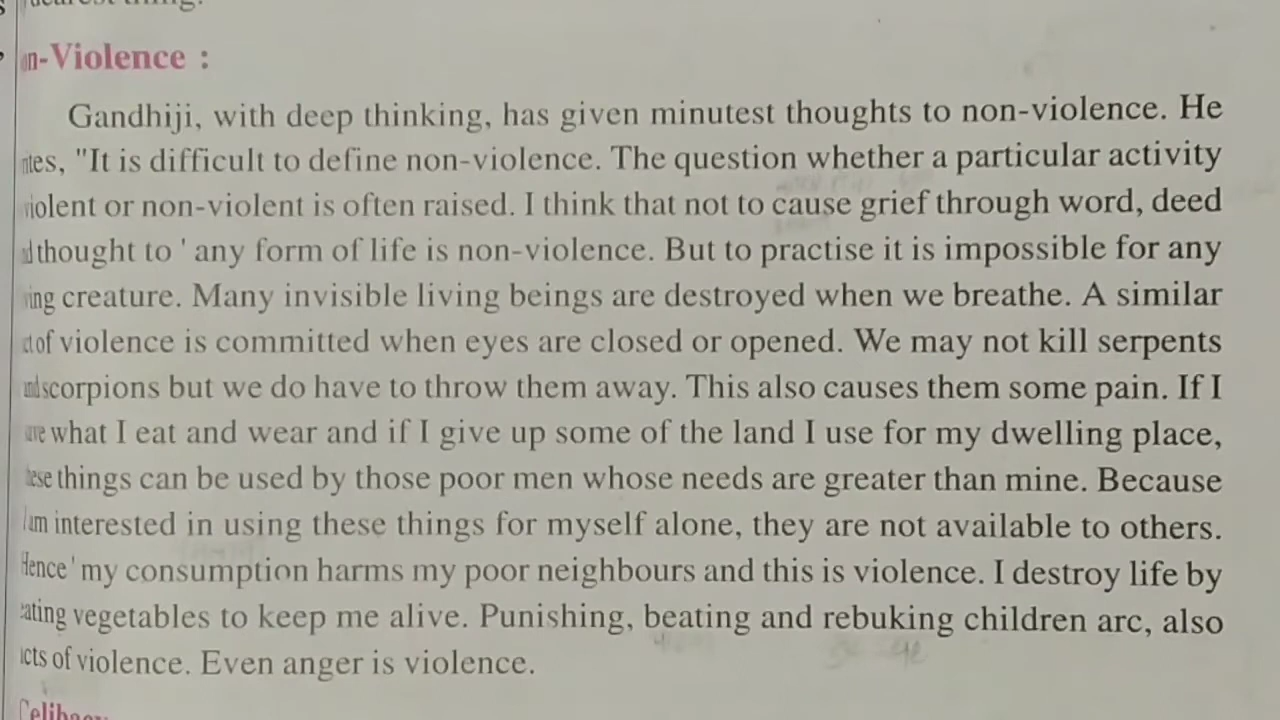 n-Violence :
Gandhiji, with deep thinking, has given minutest thoughts to non-violence. He
ites, "It is difficult to define non-violence. The question whether a particular activity
violent or non-violent is often raised. I think that not to cause grief through word, deed
thought to ' any form of life is non-violence. But to practise it is impossible for any
ing creature. Many invisible living beings are destroyed when we breathe. A similar
of violence is committed when eyes are closed or opened. We may not kill serpents
and scorpions but we do have to throw them away. This also causes them some pain. If I
what I eat and wear and if I give up some of the land I use for my dwelling place,
these things can be used by those poor men whose needs are greater than mine. Because
I am interested in using these things for myself alone, they are not available to others.
Hence ' my consumption harms my poor neighbours and this is violence. I destroy life by
eating vegetables to keep me alive. Punishing, beating and rebuking children arc, also
acts of violence. Even anger is violence.